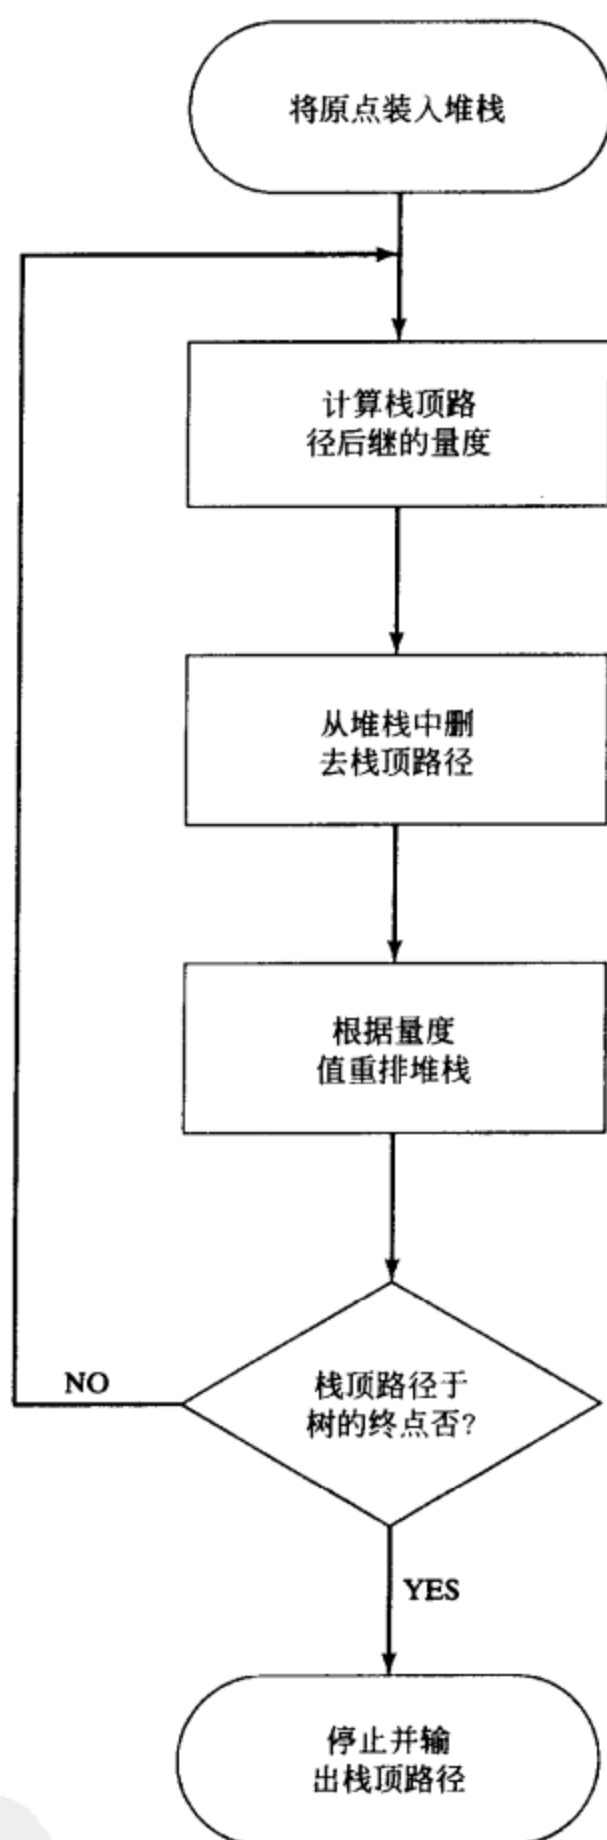 将原点装入堆栈
计算栈顶路
径后继的量度
从堆栈中删
去栈顶路径
根据量度
值重排堆栈
栈顶路径于
树的终点否?
NO
YES
停止并输
出栈顶路径